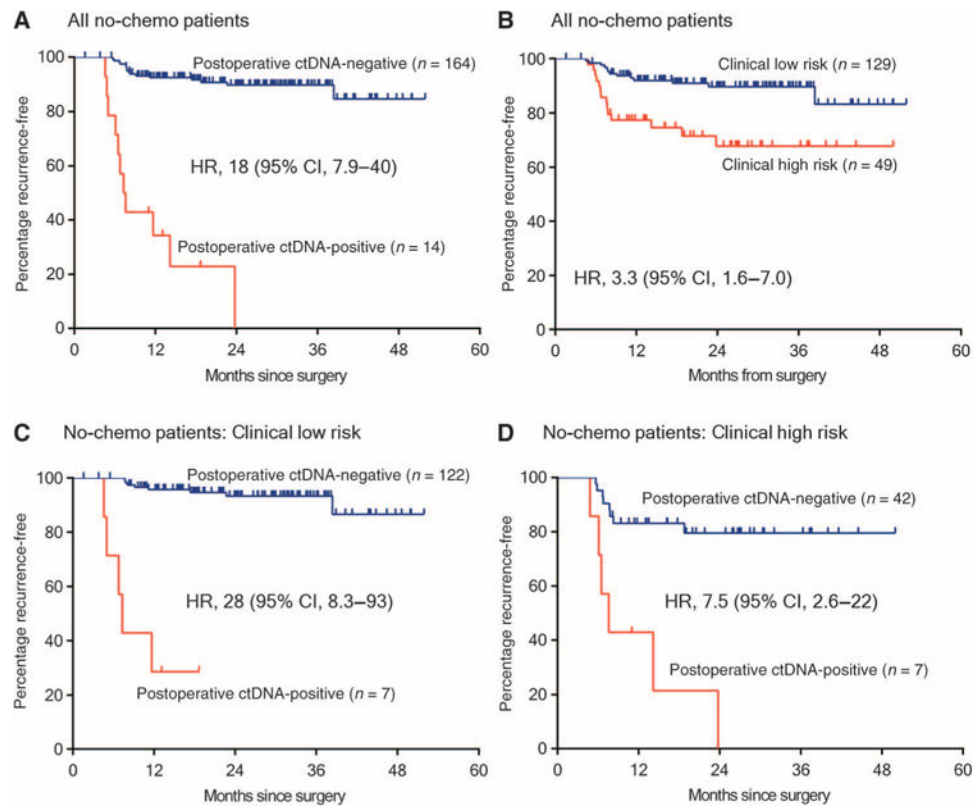 A All no-chemo patients
Percentage recurrence-free
100
80
60
40
20
0
Postoperative ctDNA-negative (n = 164)
HR, 18 (95% CI, 7.9–40)
Postoperative ctDNA-positive (n = 14)
0 12 24 36 48 60
Months since surgery
B All no-chemo patients
Percentage recurrence-free
100
80
60
40
20
0
Clinical low risk (n = 129)
Clinical high risk (n = 49)
HR, 3.3 (95% CI, 1.6–7.0)
0 12 24 36 48 60
Months from surgery
C No-chemo patients: Clinical low risk
Percentage recurrence-free
100
80
60
40
20
0
Postoperative ctDNA-negative (n = 122)
HR, 28 (95% CI, 8.3–93)
Postoperative ctDNA-positive (n = 7)
0 12 24 36 48 60
Months since surgery
D No-chemo patients: Clinical high risk
Percentage recurrence-free
100
80
60
40
20
0
Postoperative ctDNA-negative (n = 42)
HR, 7.5 (95% CI, 2.6–22)
Postoperative ctDNA-positive (n = 7)
0 12 24 36 48 60
Months since surgery